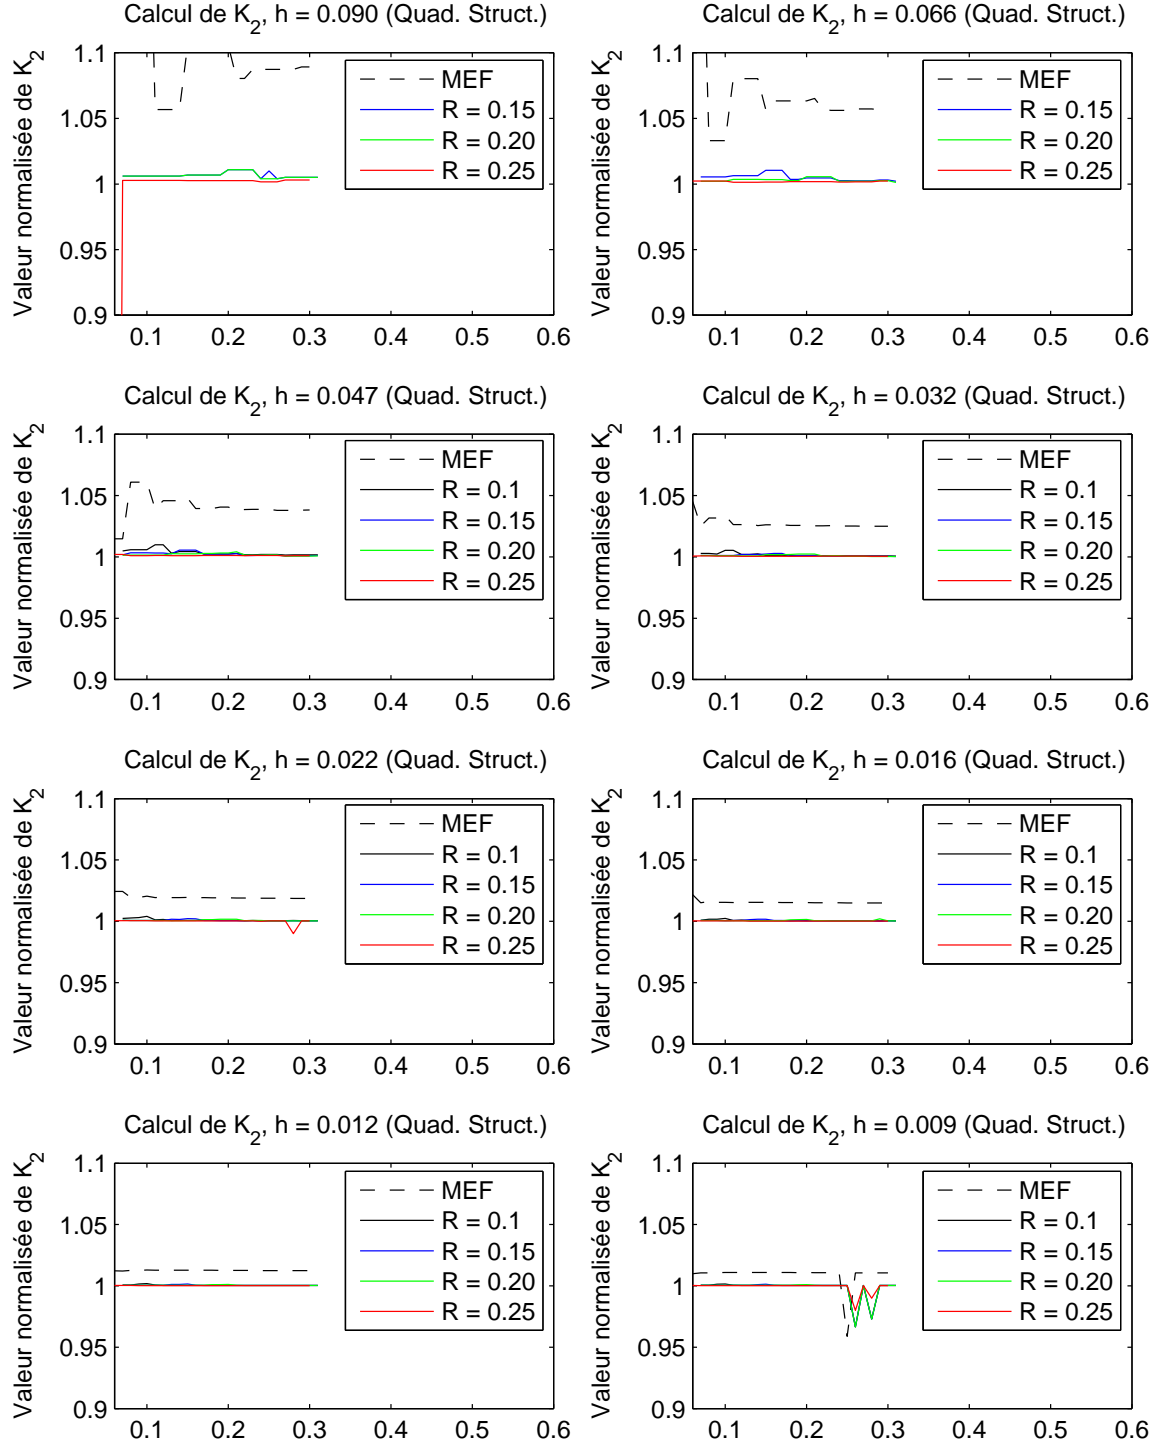 Calcul de K2, h = 0.090 (Quad. Struct.)
Valeur normalisée de K2
1.1
1.05
1
0.95
0.9
0.1 0.2 0.3 0.4 0.5 0.6
MEF
R = 0.15
R = 0.20
R = 0.25
Calcul de K2, h = 0.066 (Quad. Struct.)
Valeur normalisée de K2
1.1
1.05
1
0.95
0.9
0.1 0.2 0.3 0.4 0.5 0.6
MEF
R = 0.15
R = 0.20
R = 0.25
Calcul de K2, h = 0.047 (Quad. Struct.)
Valeur normalisée de K2
1.1
1.05
1
0.95
0.9
0.1 0.2 0.3 0.4 0.5 0.6
MEF
R = 0.1
R = 0.15
R = 0.20
R = 0.25
Calcul de K2, h = 0.032 (Quad. Struct.)
Valeur normalisée de K2
1.1
1.05
1
0.95
0.9
0.1 0.2 0.3 0.4 0.5 0.6
MEF
R = 0.1
R = 0.15
R = 0.20
R = 0.25
Calcul de K2, h = 0.022 (Quad. Struct.)
Valeur normalisée de K2
1.1
1.05
1
0.95
0.9
0.1 0.2 0.3 0.4 0.5 0.6
MEF
R = 0.1
R = 0.15
R = 0.20
R = 0.25
Calcul de K2, h = 0.016 (Quad. Struct.)
Valeur normalisée de K2
1.1
1.05
1
0.95
0.9
0.1 0.2 0.3 0.4 0.5 0.6
MEF
R = 0.1
R = 0.15
R = 0.20
R = 0.25
Calcul de K2, h = 0.012 (Quad. Struct.)
Valeur normalisée de K2
1.1
1.05
1
0.95
0.9
0.1 0.2 0.3 0.4 0.5 0.6
MEF
R = 0.1
R = 0.15
R = 0.20
R = 0.25
Calcul de K2, h = 0.009 (Quad. Struct.)
Valeur normalisée de K2
1.1
1.05
1
0.95
0.9
0.1 0.2 0.3 0.4 0.5 0.6
MEF
R = 0.1
R = 0.15
R = 0.20
R = 0.25